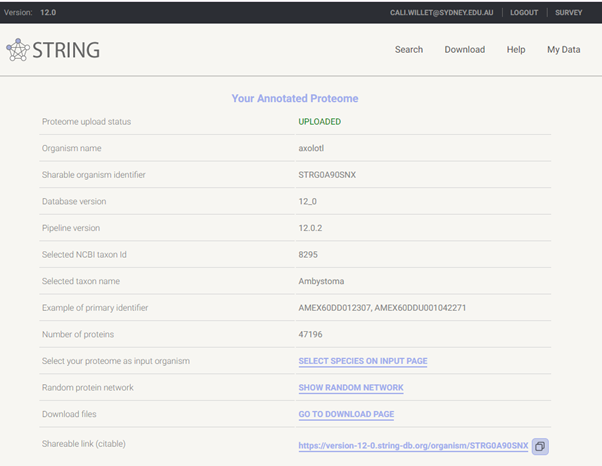 Version: 12.0 CALI.WILLET@SYDNEY.EDU.AU LOGOUT SURVEY
STRING Search Download Help My Data
Your Annotated Proteome
Proteome upload status UPLOADED
Organism name axolotl
Sharable organism identifier STRG0A90SNX
Database version 12_0
Pipeline version 12.0.2
Selected NCBI taxon Id 8295
Selected taxon name Ambystoma
Example of primary identifier AMEX60DD012307, AMEX60DDU001042271
Number of proteins 47196
Select your proteome as input organism SELECT SPECIES ON INPUT PAGE
Random protein network SHOW RANDOM NETWORK
Download files GO TO DOWNLOAD PAGE
Shareable link (citable) https://version-12-0.string-db.org/organism/STRG0A90SNX